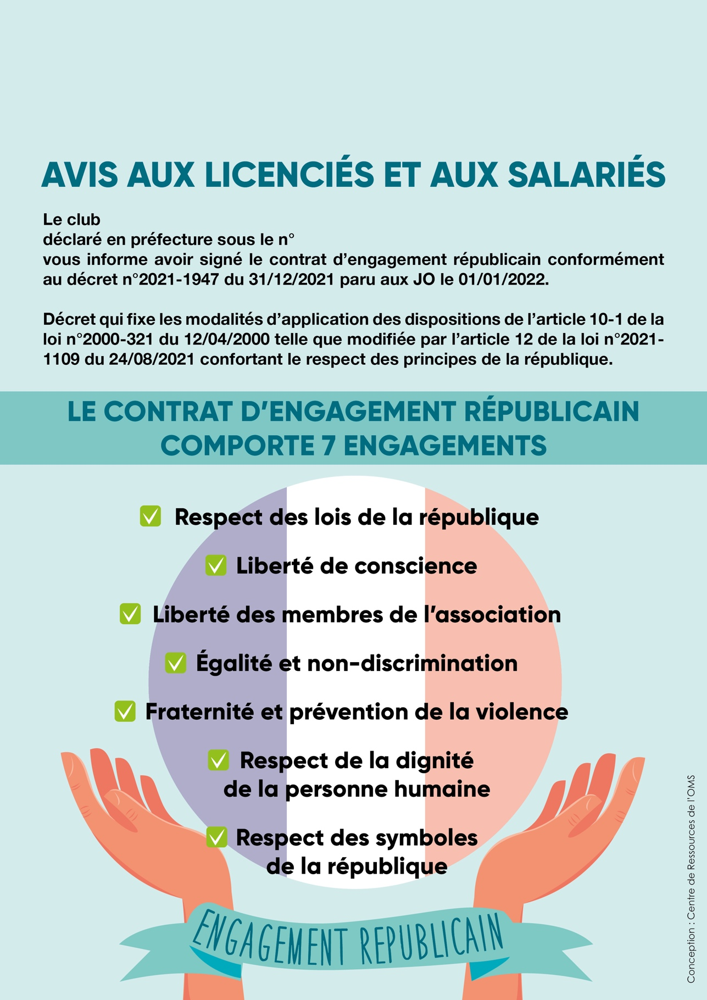 AVIS AUX LICENCIÉS ET AUX SALARIÉS
Le club
déclaré en préfecture sous le n°
vous informe avoir signé le contrat d’engagement républicain conformément
au décret n°2021-1947 du 31/12/2021 paru aux JO le 01/01/2022.
Décret qui fixe les modalités d’application des dispositions de l’article 10-1 de la
loi n°2000-321 du 12/04/2000 telle que modifiée par l’article 12 de la loi n°2021-
1109 du 24/08/2021 confortant le respect des principes de la république.
LE CONTRAT D’ENGAGEMENT RÉPUBLICAIN
COMPORTE 7 ENGAGEMENTS
Respect des lois de la république
Liberté de conscience
Liberté des membres de l’association
Égalité et non-discrimination
Fraternité et prévention de la violence
Respect de la dignité
de la personne humaine
Respect des symboles
de la république
ENGAGEMENT REPUBLICAIN
Conception : Centre de Ressources de l’OMS